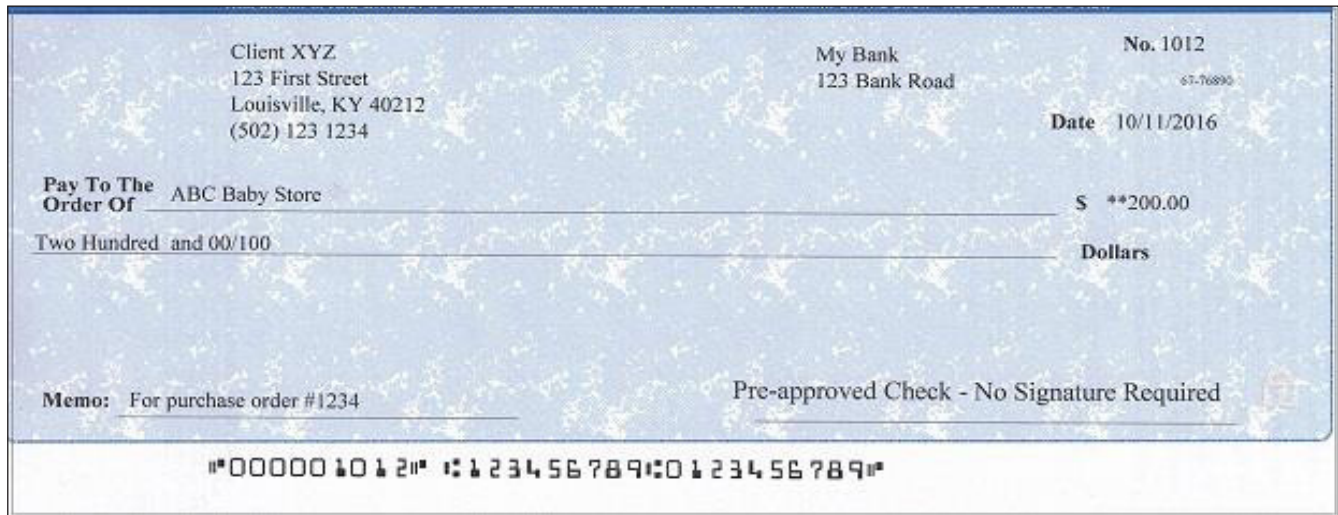 Client XYZ
123 First Street
Louisville, KY 40212
(502) 123 1234
My Bank
123 Bank Road
No. 1012
67-76890
Date 10/11/2016
Pay To The
Order Of ABC Baby Store
$ **200.00
Two Hundred and 00/100
Dollars
Memo: For purchase order #1234
Pre-approved Check - No Signature Required
⑈000001012⑈ ⑆123456789⑆0123456789⑈